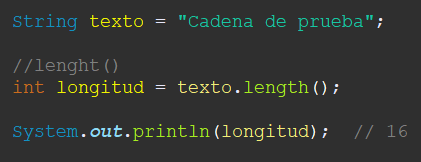 String texto = "Cadena de prueba";
//lenght()
int longitud = texto.length();
System.out.println(longitud);  // 16